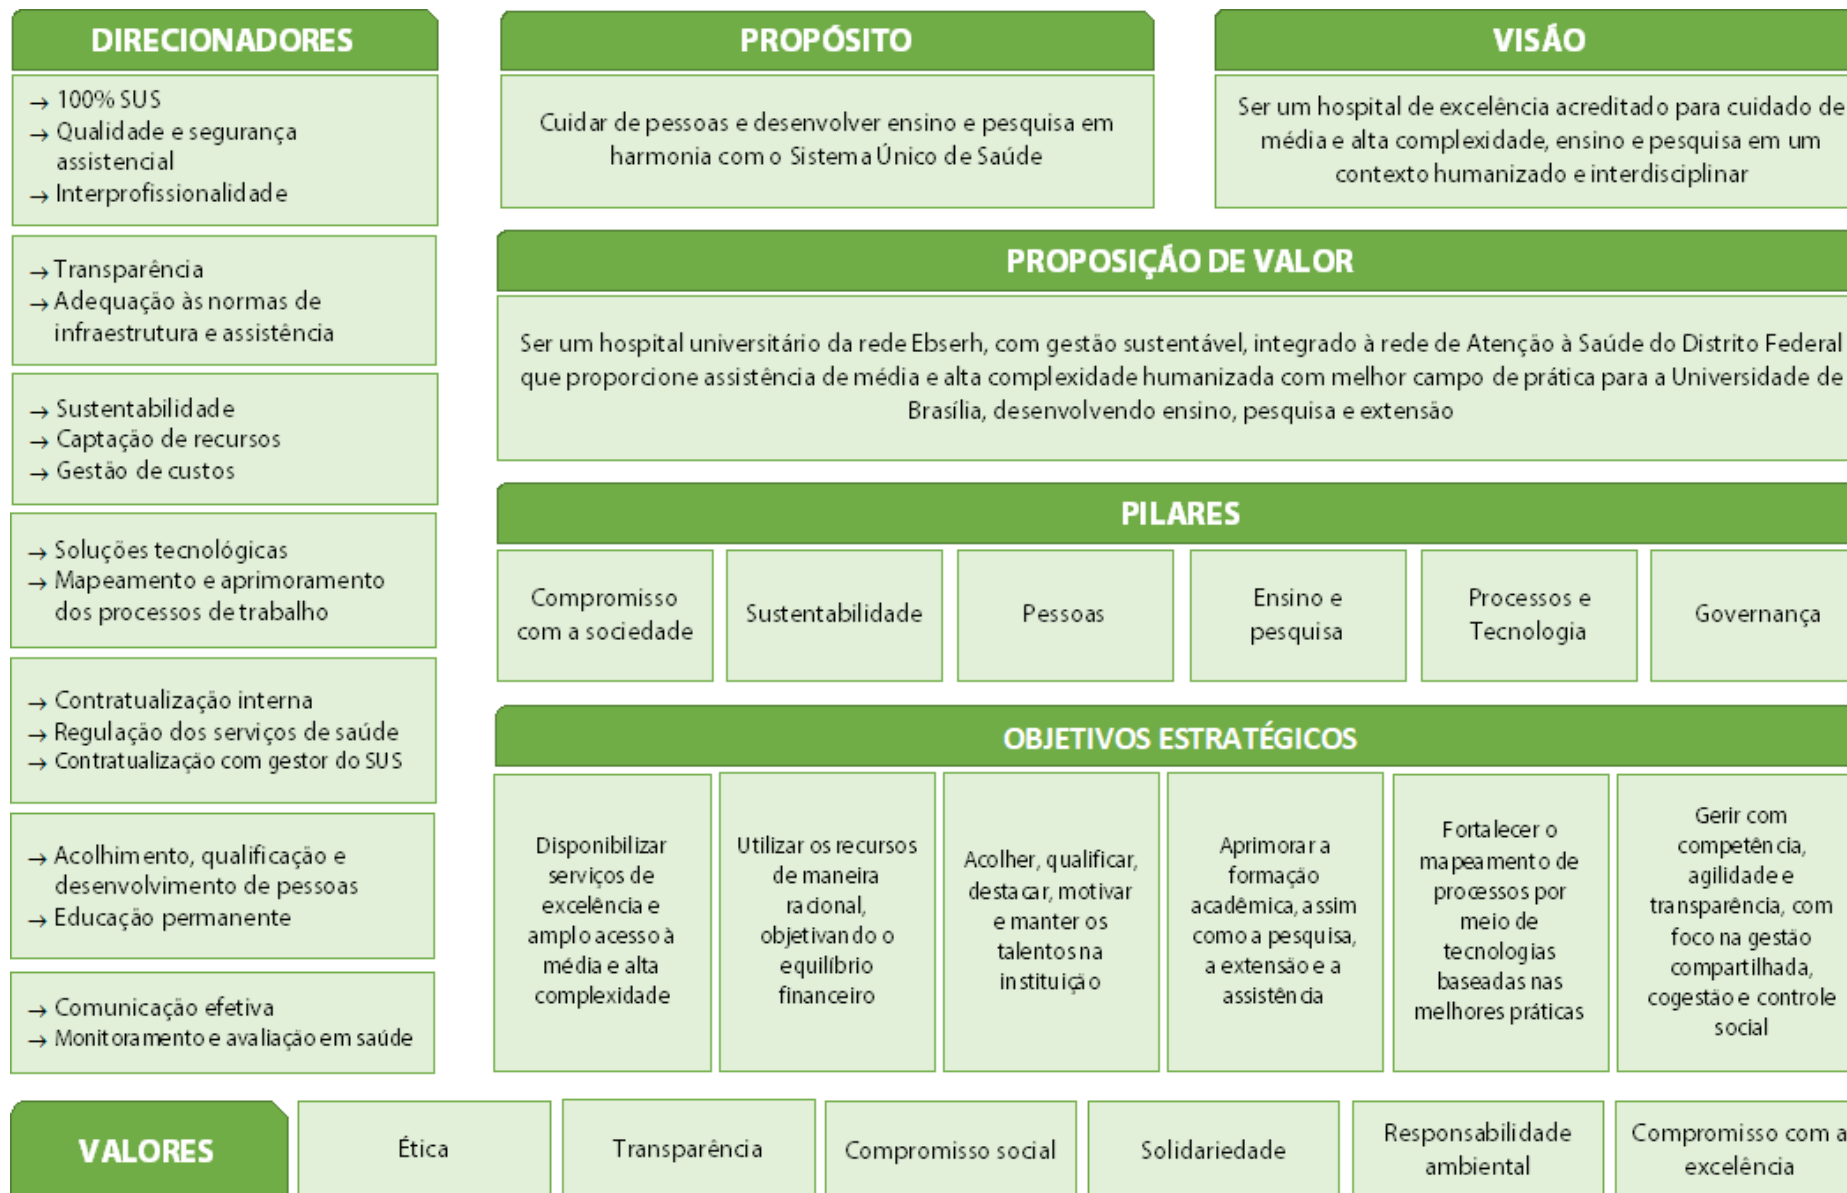 DIRECIONADORES
→ 100% SUS
→ Qualidade e segurança
assistencial
→ Interprofissionalidade
→ Transparência
→ Adequação às normas de
infraestrutura e assistência
→ Sustentabilidade
→ Captação de recursos
→ Gestão de custos
→ Soluções tecnológicas
→ Mapeamento e aprimoramento
dos processos de trabalho
→ Contratualização interna
→ Regulação dos serviços de saúde
→ Contratualização com gestor do SUS
→ Acolhimento, qualificação e
desenvolvimento de pessoas
→ Educação permanente
→ Comunicação efetiva
→ Monitoramento e avaliação em saúde
PROPÓSITO
Cuidar de pessoas e desenvolver ensino e pesquisa em
harmonia com o Sistema Único de Saúde
VISÃO
Ser um hospital de excelência acreditado para cuidado de
média e alta complexidade, ensino e pesquisa em um
contexto humanizado e interdisciplinar
PROPOSIÇÃO DE VALOR
Ser um hospital universitário da rede Ebserh, com gestão sustentável, integrado à rede de Atenção à Saúde do Distrito Federal
que proporcione assistência de média e alta complexidade humanizada com melhor campo de prática para a Universidade de
Brasília, desenvolvendo ensino, pesquisa e extensão
PILARES
Compromisso
com a sociedade
Sustentabilidade
Pessoas
Ensino e
pesquisa
Processos e
Tecnologia
Governança
OBJETIVOS ESTRATÉGICOS
Disponibilizar
serviços de
excelência e
amplo acesso à
média e alta
complexidade
Utilizar os recursos
de maneira
racional,
objetivando o
equilíbrio
financeiro
Acolher, qualificar,
destacar, motivar
e manter os
talentos na
instituição
Aprimorar a
formação
acadêmica, assim
como a pesquisa,
a extensão e a
assistência
Fortalecer o
mapeamento de
processos por
meio de
tecnologias
baseadas nas
melhores práticas
Gerir com
competência,
agilidade e
transparência, com
foco na gestão
compartilhada,
cogestão e controle
social
VALORES
Ética
Transparência
Compromisso social
Solidariedade
Responsabilidade
ambiental
Compromisso com a
excelência